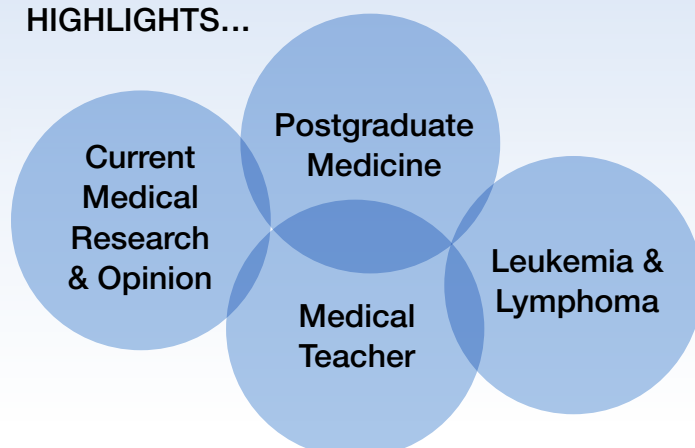 HIGHLIGHTS...
Current
Medical
Research
& Opinion
Postgraduate
Medicine
Medical
Teacher
Leukemia &
Lymphoma